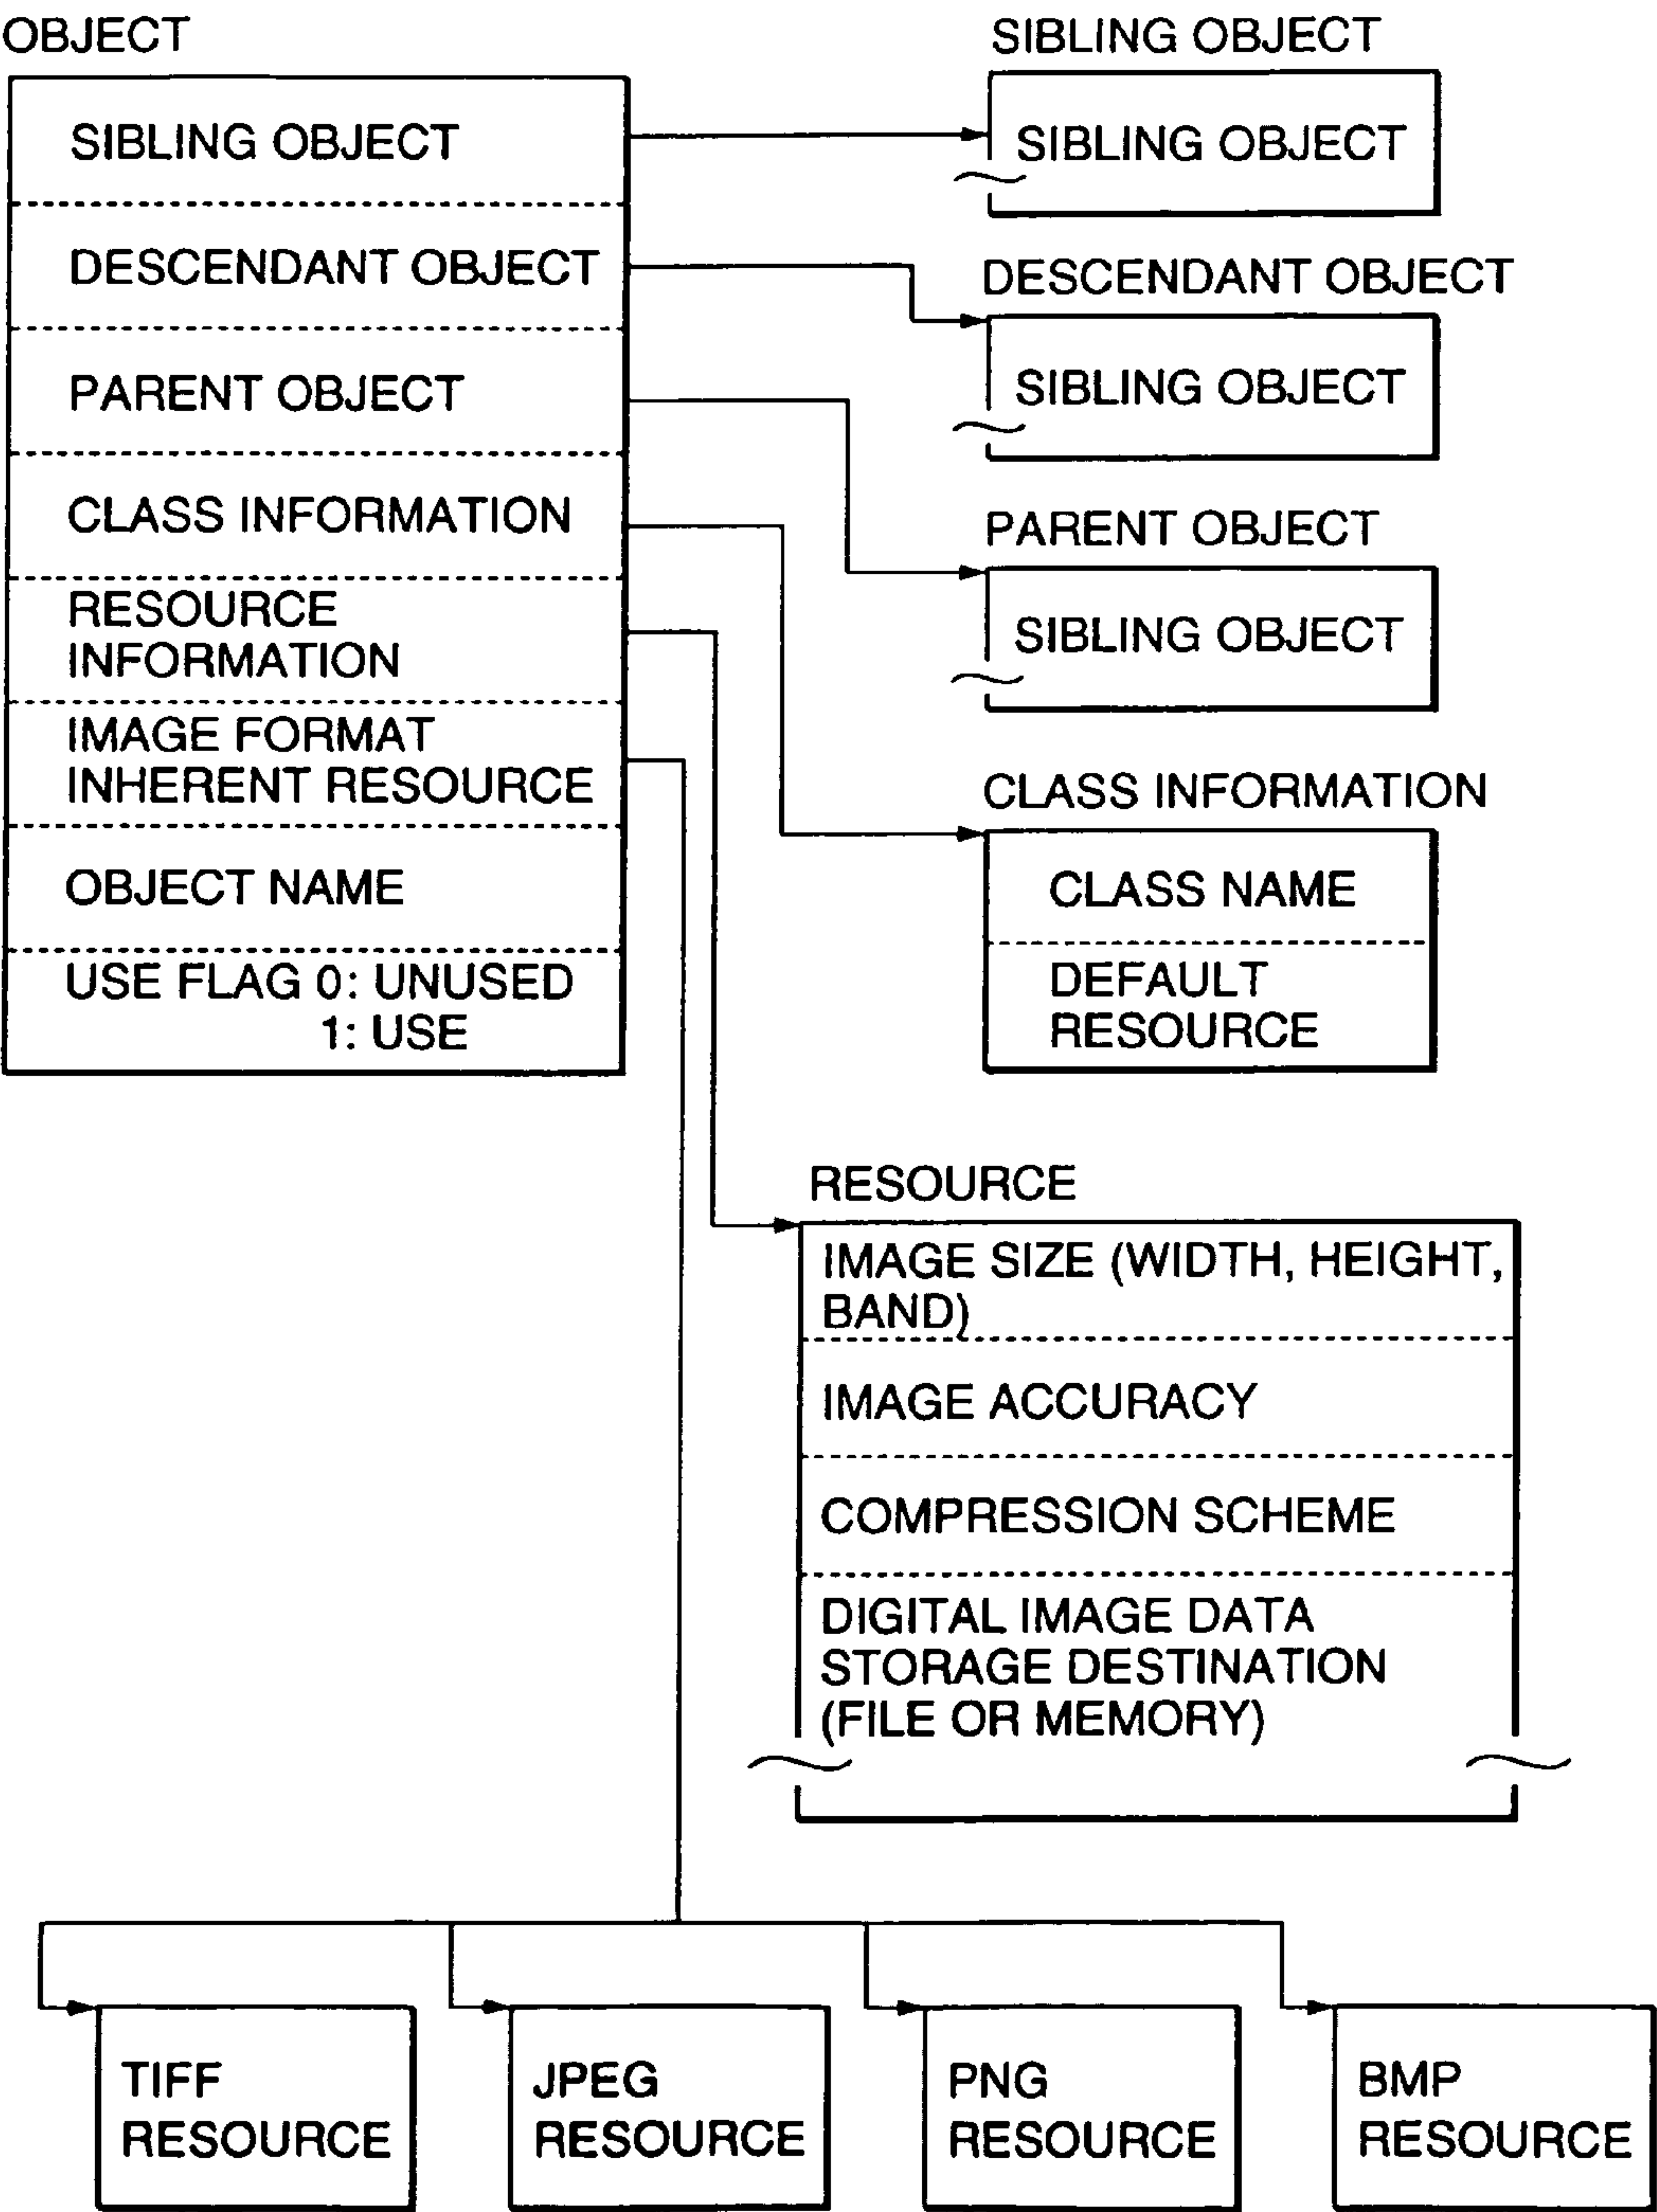 OBJECT
SIBLING OBJECT
DESCENDANT OBJECT
PARENT OBJECT
CLASS INFORMATION
RESOURCE
INFORMATION
IMAGE FORMAT
INHERENT RESOURCE
OBJECT NAME
USE FLAG 0: UNUSED
1: USE
SIBLING OBJECT
SIBLING OBJECT
DESCENDANT OBJECT
SIBLING OBJECT
PARENT OBJECT
SIBLING OBJECT
CLASS INFORMATION
CLASS NAME
DEFAULT
RESOURCE
RESOURCE
IMAGE SIZE (WIDTH, HEIGHT,
BAND)
IMAGE ACCURACY
COMPRESSION SCHEME
DIGITAL IMAGE DATA
STORAGE DESTINATION
(FILE OR MEMORY)
TIFF
RESOURCE
JPEG
RESOURCE
PNG
RESOURCE
BMP
RESOURCE